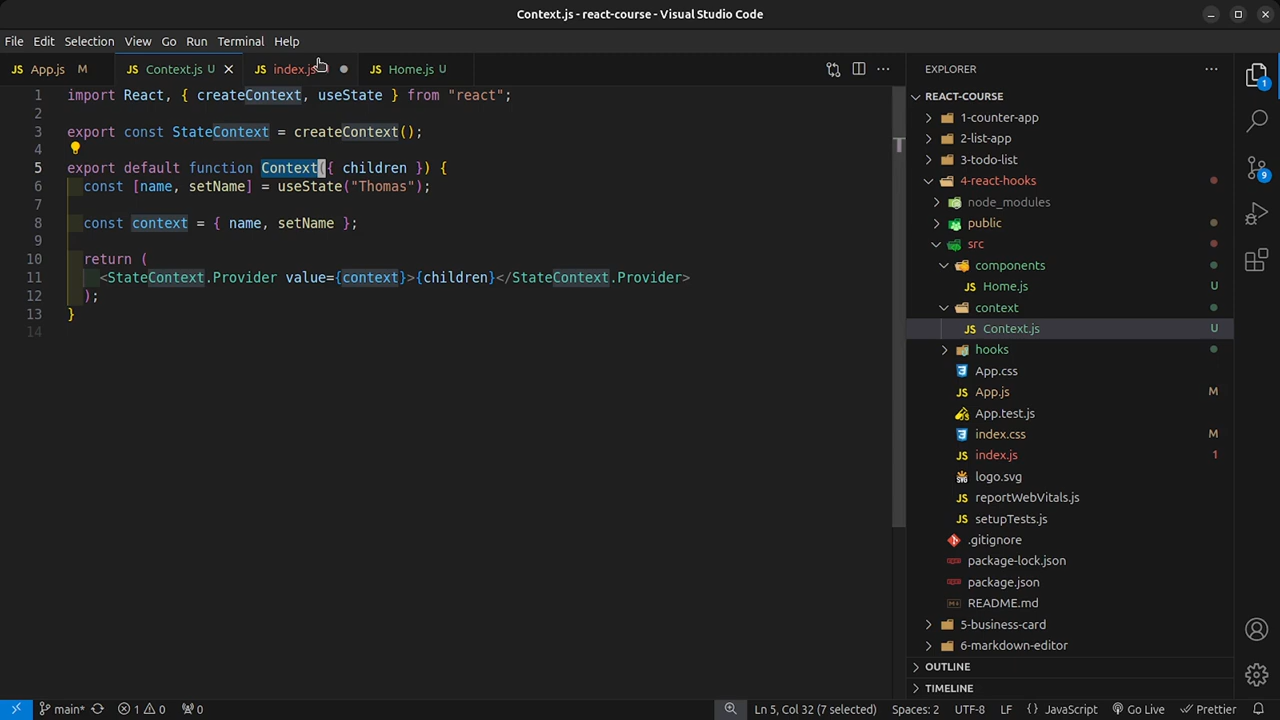 Context.js - react-course - Visual Studio Code
File Edit Selection View Go Run Terminal Help
JS App.js M
JS Context.js U
JS index.js
JS Home.js U
EXPLORER
1 import React, { createContext, useState } from "react";
2
3 export const StateContext = createContext();
4
5 export default function Context({ children }) {
6 const [name, setName] = useState("Thomas");
7
8 const context = { name, setName };
9
10 return (
11 <StateContext.Provider value={context}>{children}</StateContext.Provider>
12 );
13 }
14
REACT-COURSE
1-counter-app
2-list-app
3-todo-list
4-react-hooks
node_modules
public
src
components
JS Home.js U
context
JS Context.js U
hooks
App.css
JS App.js M
App.test.js
index.css M
JS index.js 1
logo.svg
JS reportWebVitals.js
JS setupTests.js
.gitignore
package-lock.json
package.json
README.md
5-business-card
6-markdown-editor
OUTLINE
TIMELINE
1
9
main* 1 0 0 Ln 5, Col 32 (7 selected) Spaces: 2 UTF-8 LF {} JavaScript Go Live Prettier